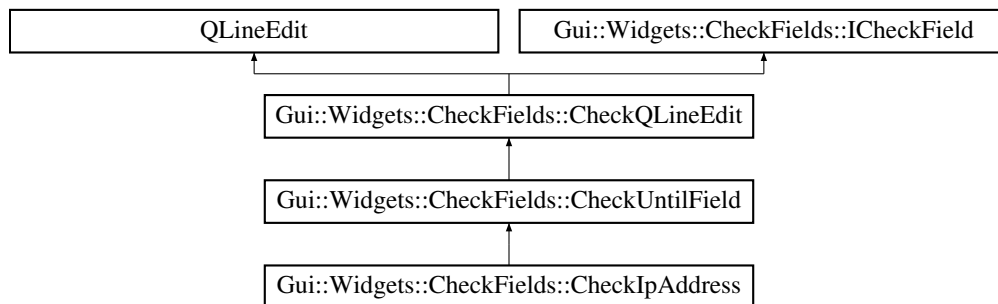 QLineEdit
Gui::Widgets::CheckFields::ICheckField
Gui::Widgets::CheckFields::CheckQLineEdit
Gui::Widgets::CheckFields::CheckUntilField
Gui::Widgets::CheckFields::CheckIpAddress